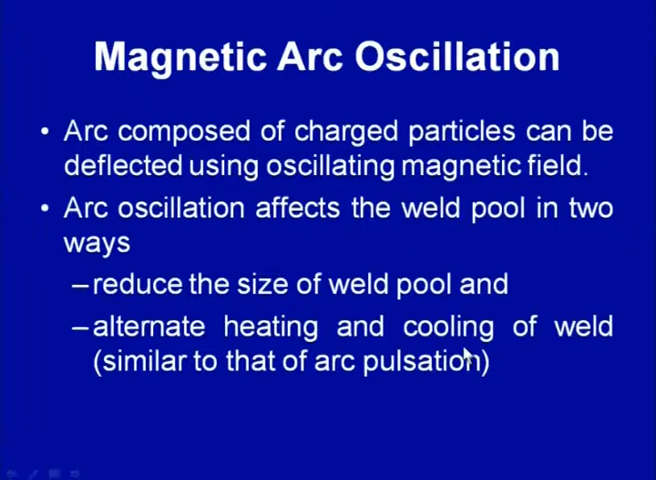 Magnetic Arc Oscillation
• Arc composed of charged particles can be
deflected using oscillating magnetic field.
• Arc oscillation affects the weld pool in two
ways
–reduce the size of weld pool and
–alternate heating and cooling of weld
(similar to that of arc pulsation)